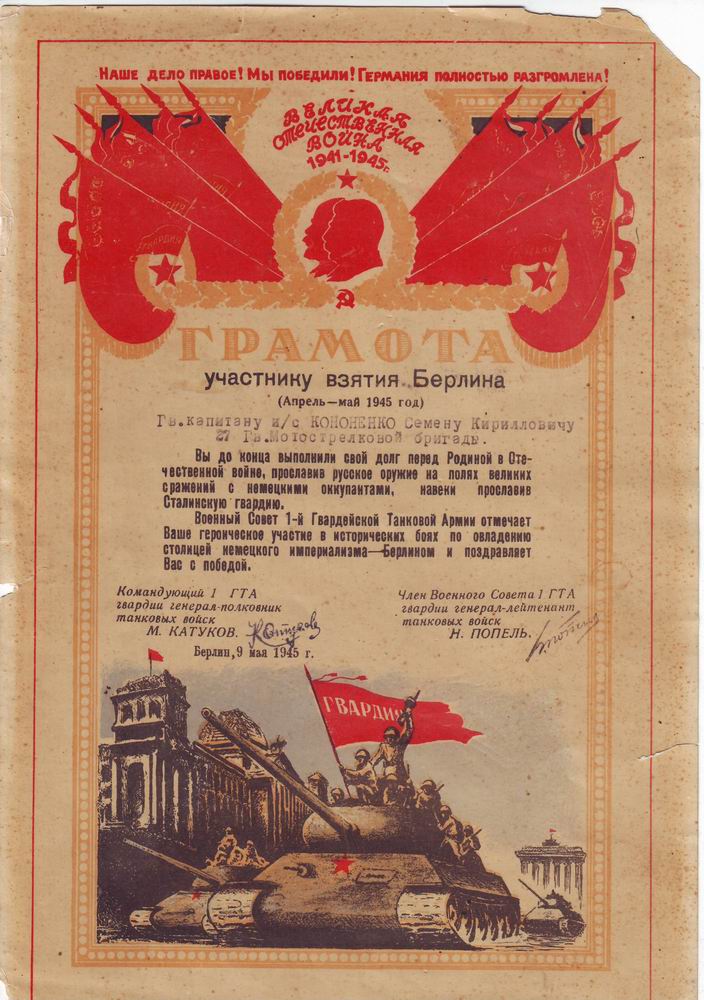 НАШЕ ДЕЛО ПРАВОЕ! МЫ ПОБЕДИЛИ! ГЕРМАНИЯ ПОЛНОСТЬЮ РАЗГРОМЛЕНА!
ВЕЛИКАЯ
ОТЕЧЕСТВЕННАЯ
ВОЙНА
1941-1945г.
ГВАРДИЯ
ГРАМОТА
участнику взятия Берлина
(Апрель—май 1945 год)
Гв.капитану и/с КОНОНЕНКО Семену Кирилловичу
27 Гв.Мотострелковой бригады.
Вы до конца выполнили свой долг перед Родиной в Оте-
чественной войне, прославив русское оружие на полях великих
сражений с немецкими оккупантами, навеки прославив
Сталинскую гвардию.
Военный Совет 1-й Гвардейской Танковой Армии отмечает
Ваше героическое участие в исторических боях по овладению
столицей немецкого империализма—Берлином и поздравляет
Вас с победой.
Командующий 1 ГТА
гвардии генерал-полковник
танковых войск
М. КАТУКОВ.
Член Военного Совета 1 ГТА
гвардии генерал-лейтенант
танковых войск
Н. ПОПЕЛЬ.
Берлин, 9 мая 1945 г.
ГВАРДИЯ